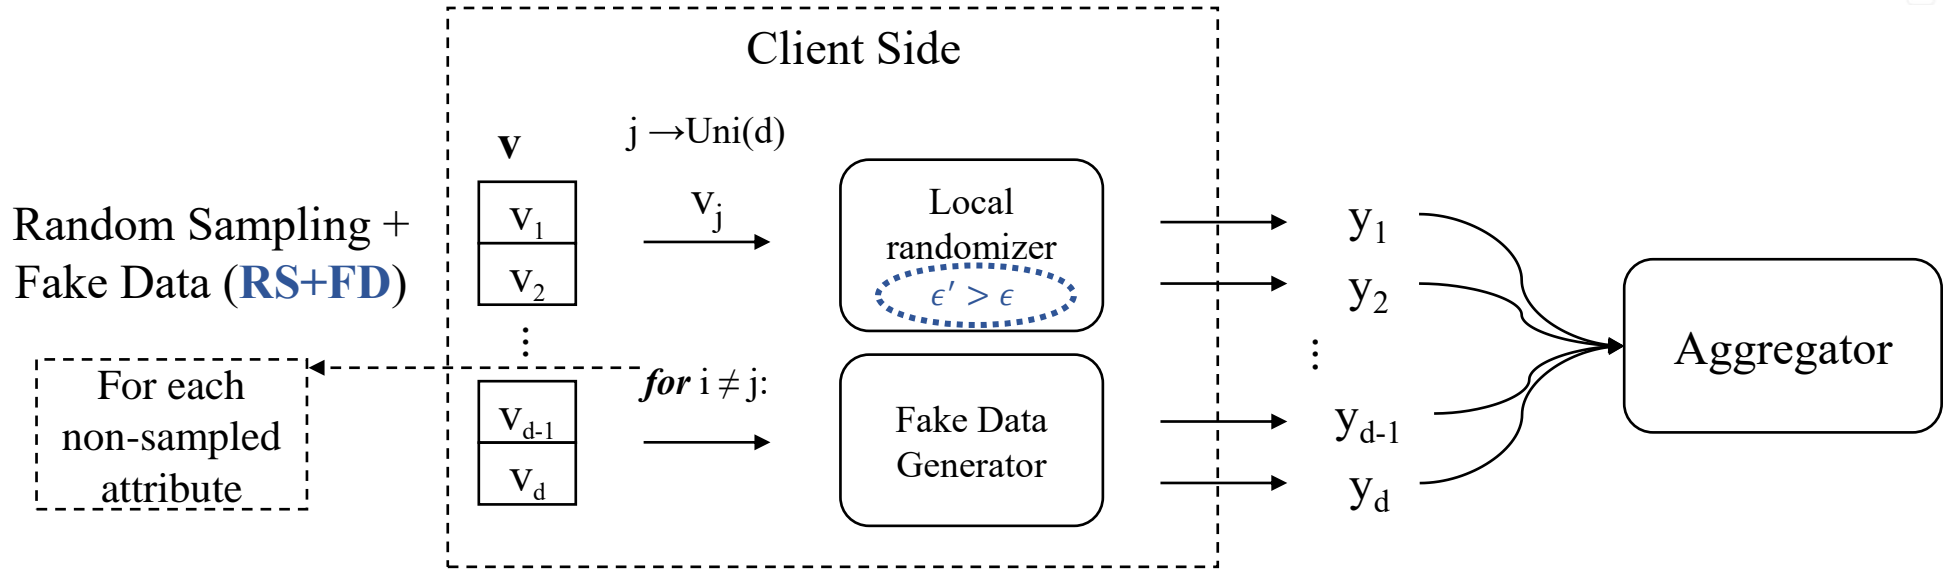 Client Side
Random Sampling +
Fake Data (RS+FD)
For each
non-sampled
attribute
v
v1
v2
⋮
vd-1
vd
j →Uni(d)
vj
for i ≠ j:
Local
randomizer
ϵ′ > ϵ
Fake Data
Generator
y1
y2
⋮
yd-1
yd
Aggregator